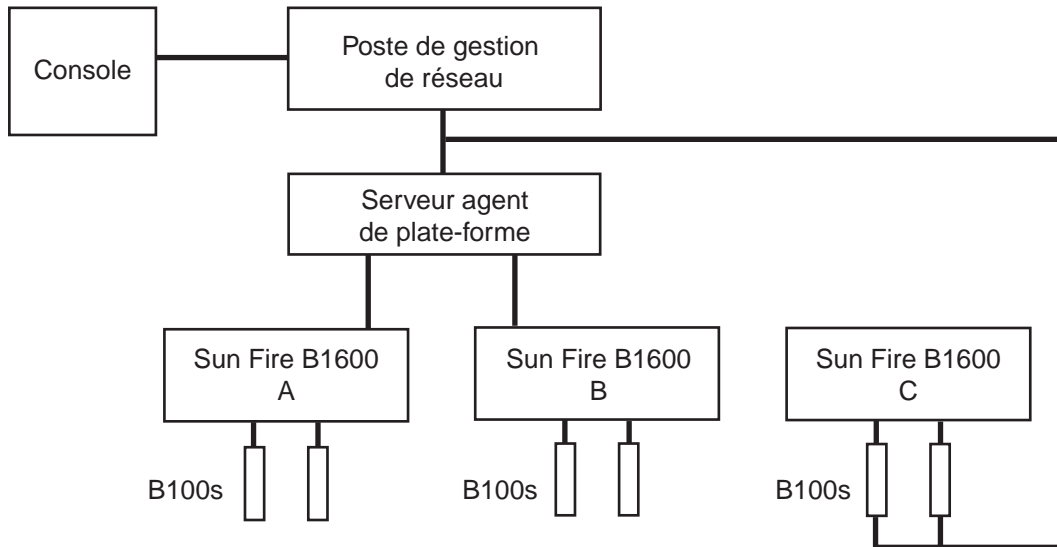 Console
Poste de gestion
de réseau
Serveur agent
de plate-forme
Sun Fire B1600
A
Sun Fire B1600
B
Sun Fire B1600
C
B100s
B100s
B100s